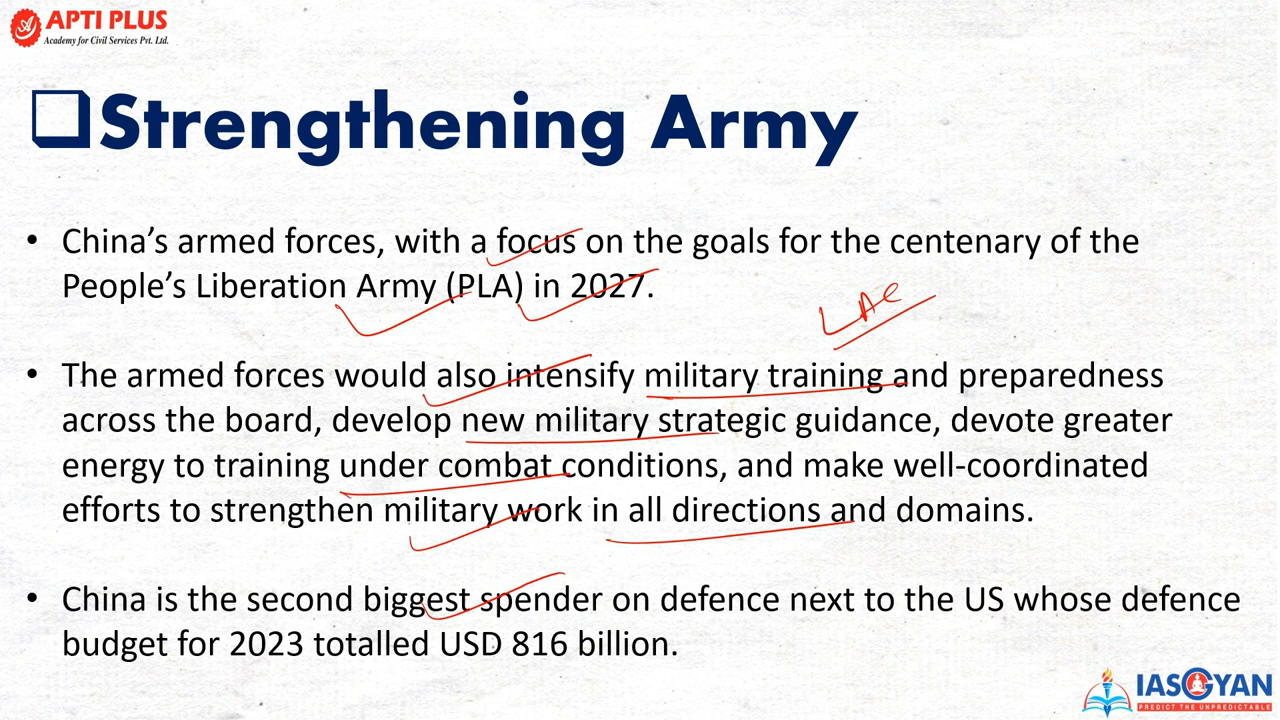 APTI PLUS
Academy for Civil Services Pvt. Ltd.
❑Strengthening Army
• China’s armed forces, with a focus on the goals for the centenary of the
People’s Liberation Army (PLA) in 2027.
LAC
• The armed forces would also intensify military training and preparedness
across the board, develop new military strategic guidance, devote greater
energy to training under combat conditions, and make well-coordinated
efforts to strengthen military work in all directions and domains.
• China is the second biggest spender on defence next to the US whose defence
budget for 2023 totalled USD 816 billion.
IASGYAN
PREDICT THE UNPREDICTABLE